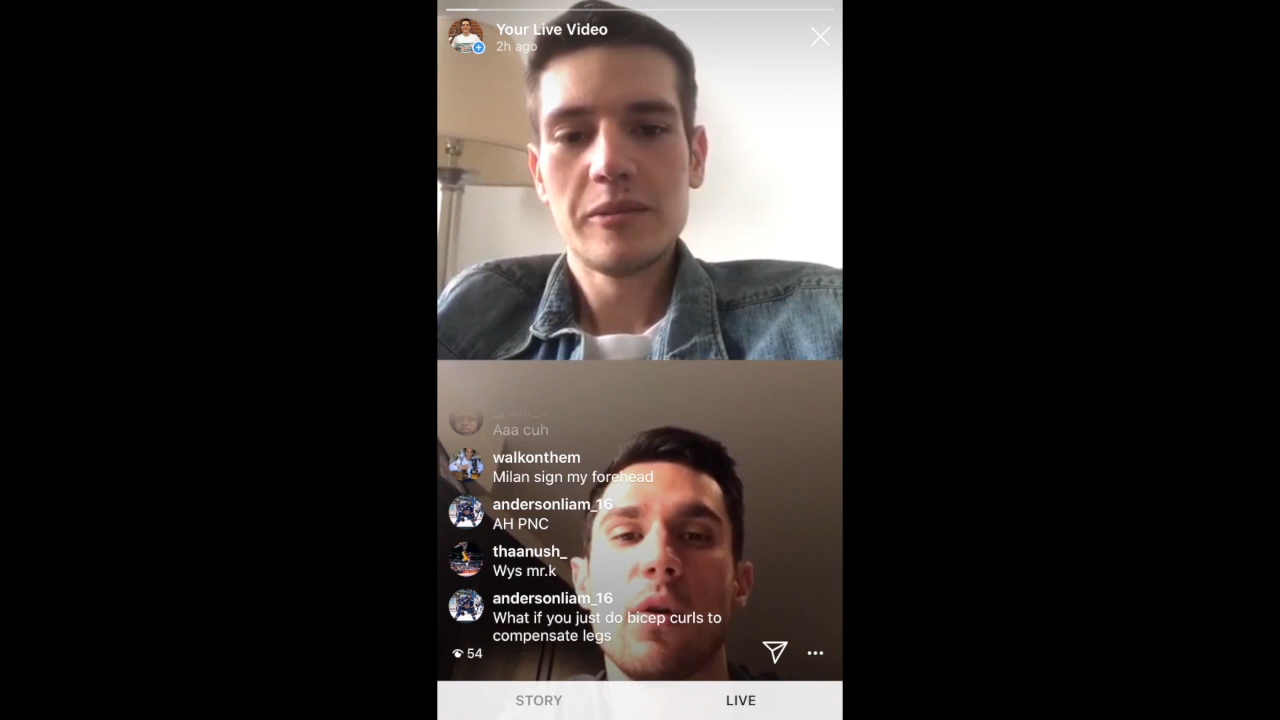 Your Live Video
2h ago
Aaa cuh
walkonthem
Milan sign my forehead
andersonliam_16
AH PNC
thaanush_
Wys mr.k
andersonliam_16
What if you just do bicep curls to
compensate legs
54
STORY
LIVE